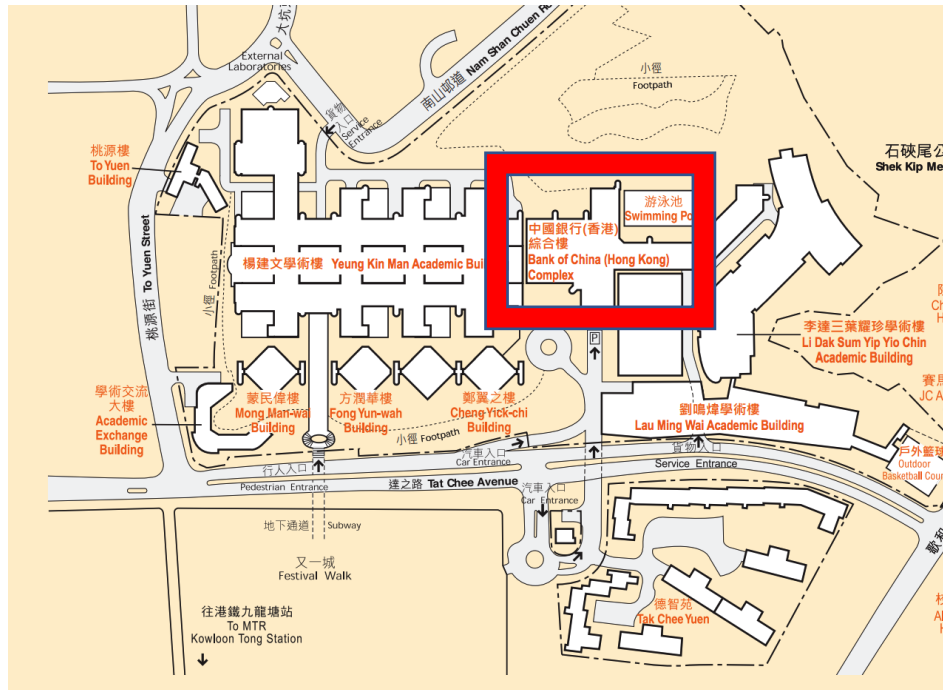 大坑
External
Laboratories
南山邨道 Nam Shan Chuen R
貨物
入口
Service
Entrance
小徑
Footpath
石硤尾公
Shek Kip Me
桃源樓
To Yuen
Building
游泳池
Swimming Po
中國銀行(香港)
綜合樓
Bank of China (Hong Kong)
Complex
楊建文學術樓 Yeung Kin Man Academic Buil
桃源街 To Yuen Street
小徑 Footpath
P
李達三葉耀珍學術樓
Li Dak Sum Yip Yio Chin
Academic Building
學術交流
大樓
Academic
Exchange
Building
蒙民偉樓
Mong Man-wai
Building
方潤華樓
Fong Yun-wah
Building
鄭翼之樓
Cheng Yick-chi
Building
劉鳴煒學術樓
Lau Ming Wai Academic Building
賽馬
JC A
小徑 Footpath
汽車入口
Car Entrance
貨物入口
Service Entrance
戶外籃球
Outdoor
Basketball Cour
行人入口
Pedestrian Entrance
達之路 Tat Chee Avenue
汽車入口
Car Entrance
地下通道 Subway
又一城
Festival Walk
歌和
德智苑
Tak Chee Yuen
往港鐵九龍塘站
To MTR
Kowloon Tong Station